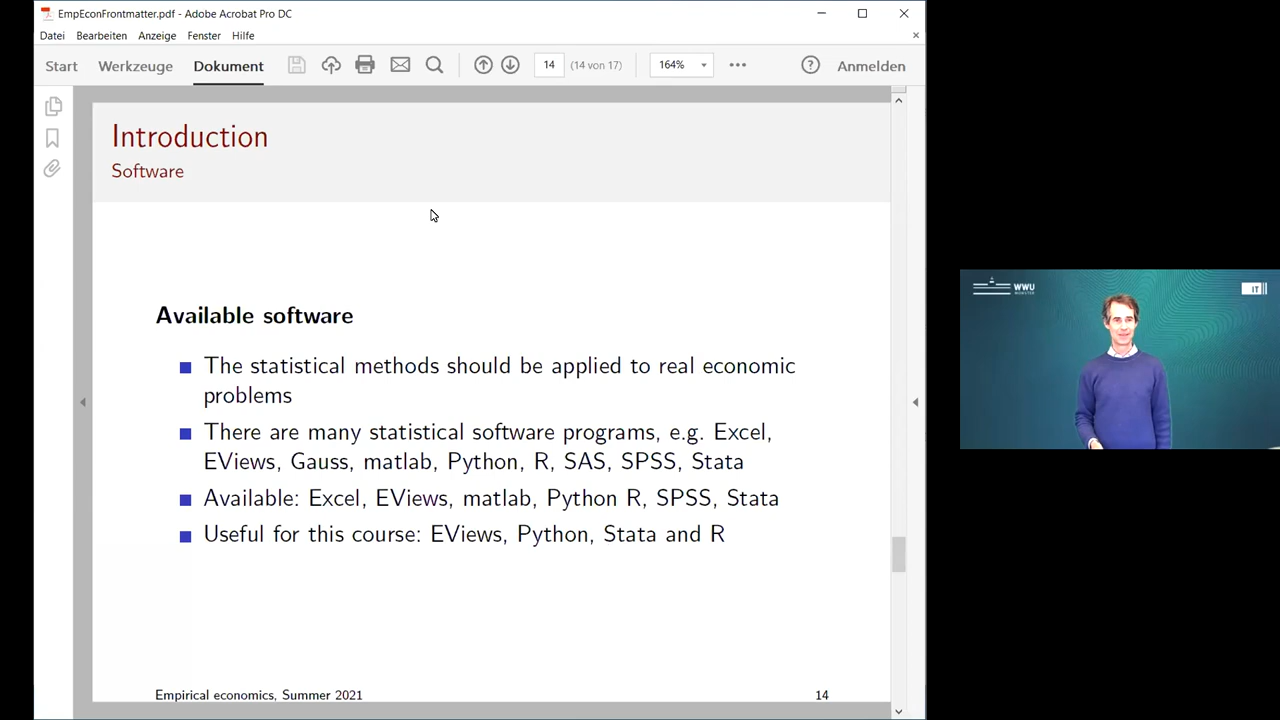 EmpEconFrontmatter.pdf - Adobe Acrobat Pro DC
Datei Bearbeiten Anzeige Fenster Hilfe
Start Werkzeuge Dokument 14 (14 von 17) 164% Anmelden
Introduction
Software
Available software
The statistical methods should be applied to real economic
problems
There are many statistical software programs, e.g. Excel,
EViews, Gauss, matlab, Python, R, SAS, SPSS, Stata
Available: Excel, EViews, matlab, Python R, SPSS, Stata
Useful for this course: EViews, Python, Stata and R
Empirical economics, Summer 2021 14
WWU
MÜNSTER
IT